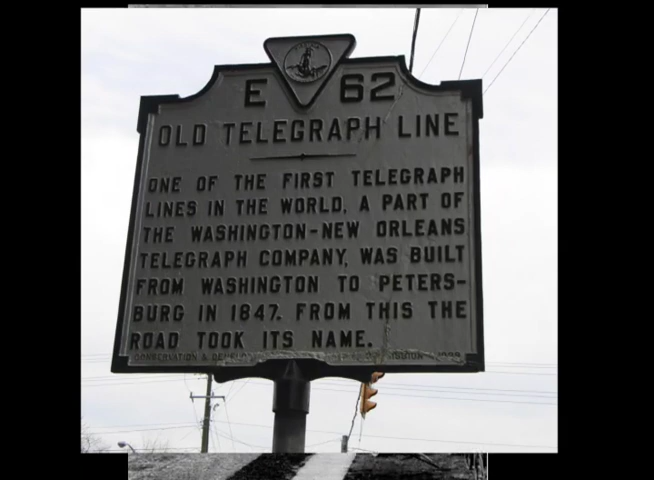 E 62
OLD TELEGRAPH LINE
ONE OF THE FIRST TELEGRAPH
LINES IN THE WORLD, A PART OF
THE WASHINGTON-NEW ORLEANS
TELEGRAPH COMPANY, WAS BUILT
FROM WASHINGTON TO PETERS-
BURG IN 1847. FROM THIS THE
ROAD TOOK ITS NAME.
CONSERVATION &